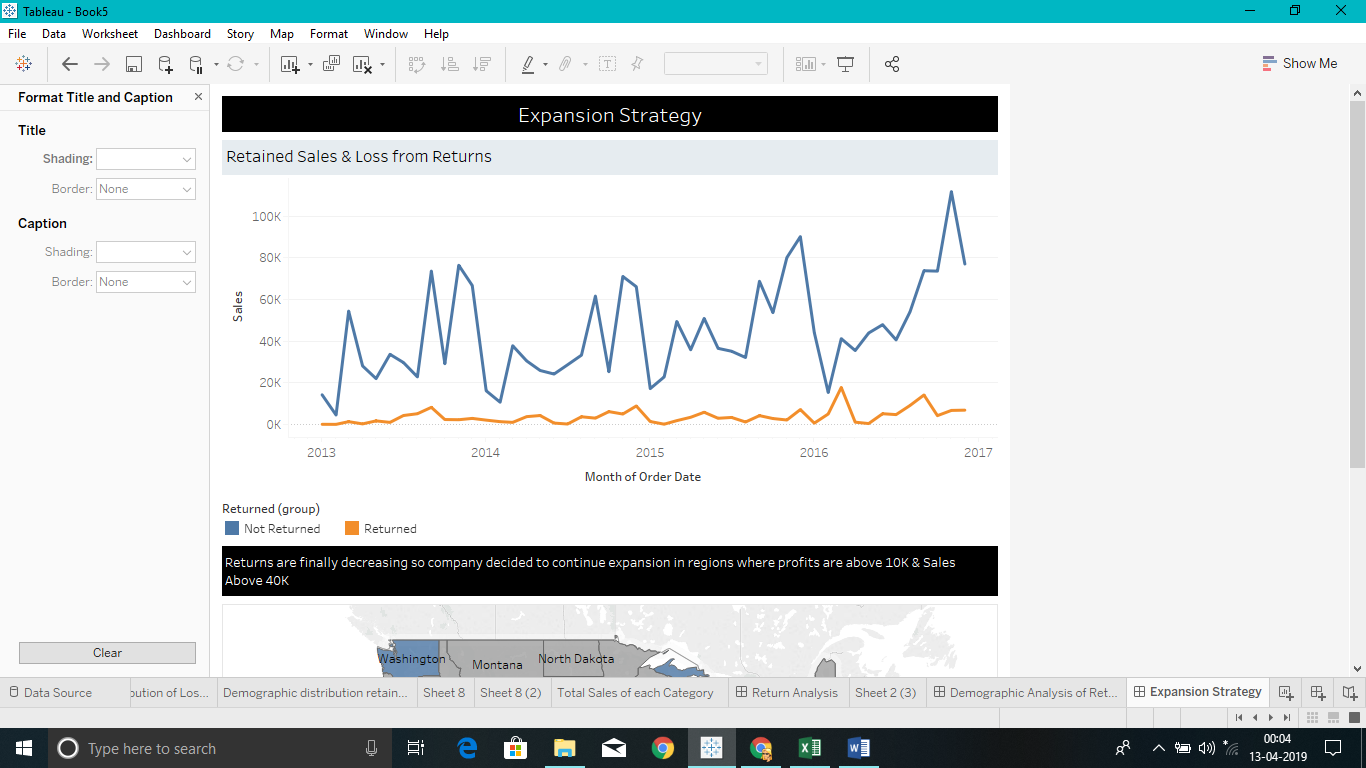 Tableau - Book5
File Data Worksheet Dashboard Story Map Format Window Help
Show Me
Format Title and Caption
Title
Shading:
Border: None
Caption
Shading:
Border: None
Clear
Expansion Strategy
Retained Sales & Loss from Returns
100K
80K
60K
40K
20K
0K
Sales
2013 2014 2015 2016 2017
Month of Order Date
Returned (group)
Not Returned Returned
Returns are finally decreasing so company decided to continue expansion in regions where profits are above 10K & Sales
Above 40K
Washington Montana North Dakota
Data Source bution of Los... Demographic distribution retain... Sheet 8 Sheet 8 (2) Total Sales of each Category Return Analysis Sheet 2 (3) Demographic Analysis of Ret... Expansion Strategy
Type here to search
00:04
13-04-2019